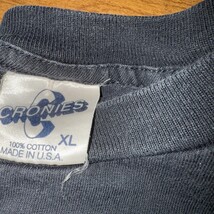 CRONIES
XL
100% COTTON
MADE IN U.S.A